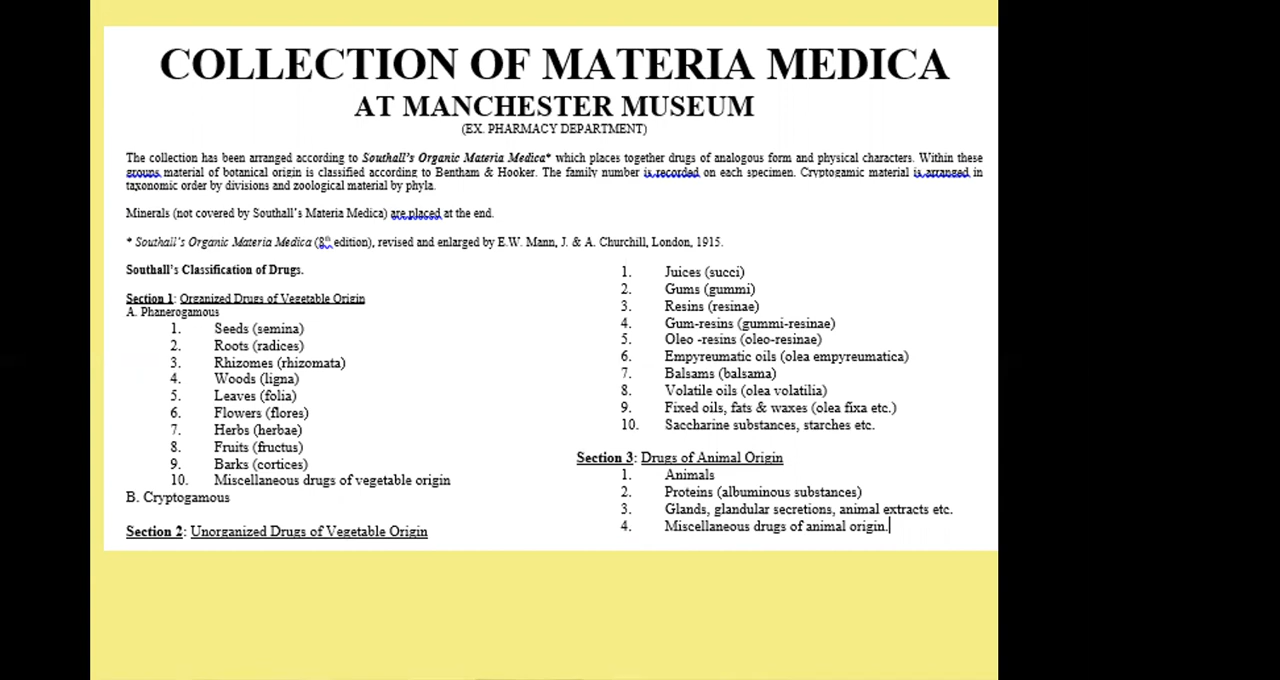 COLLECTION OF MATERIA MEDICA
AT MANCHESTER MUSEUM
(EX. PHARMACY DEPARTMENT)
The collection has been arranged according to Southall's Organic Materia Medica* which places together drugs of analogous form and physical characters. Within these
groups material of botanical origin is classified according to Bentham & Hooker. The family number is recorded on each specimen. Cryptogamic material is arranged in
taxonomic order by divisions and zoological material by phyla.
Minerals (not covered by Southall's Materia Medica) are placed at the end.
* Southall's Organic Materia Medica (8th edition), revised and enlarged by E.W. Mann, J. & A. Churchill, London, 1915.
Southall's Classification of Drugs.
Section 1: Organized Drugs of Vegetable Origin
A. Phanerogamous
1. Seeds (semina)
2. Roots (radices)
3. Rhizomes (rhizomata)
4. Woods (ligna)
5. Leaves (folia)
6. Flowers (flores)
7. Herbs (herbae)
8. Fruits (fructus)
9. Barks (cortices)
10. Miscellaneous drugs of vegetable origin
B. Cryptogamous
Section 2: Unorganized Drugs of Vegetable Origin
1. Juices (succi)
2. Gums (gummi)
3. Resins (resinae)
4. Gum-resins (gummi-resinae)
5. Oleo -resins (oleo-resinae)
6. Empyreumatic oils (olea empyreumatica)
7. Balsams (balsama)
8. Volatile oils (olea volatilia)
9. Fixed oils, fats & waxes (olea fixa etc.)
10. Saccharine substances, starches etc.
Section 3: Drugs of Animal Origin
1. Animals
2. Proteins (albuminous substances)
3. Glands, glandular secretions, animal extracts etc.
4. Miscellaneous drugs of animal origin.